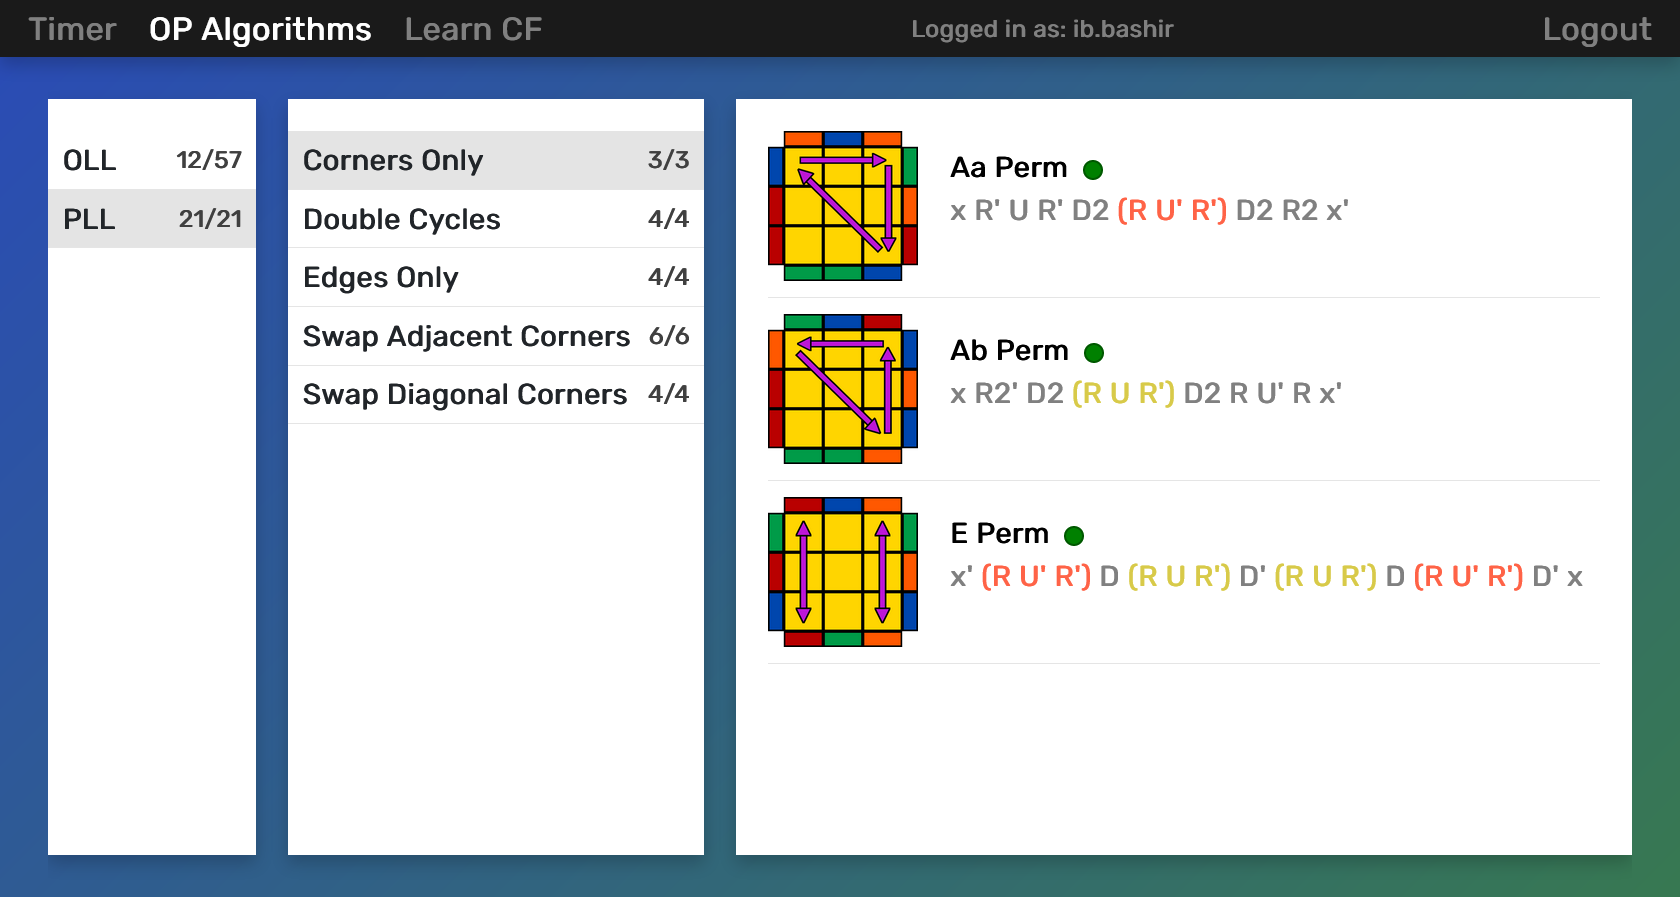 Timer OP Algorithms Learn CF Logged in as: ib.bashir Logout
OLL 12/57
PLL 21/21
Corners Only 3/3
Double Cycles 4/4
Edges Only 4/4
Swap Adjacent Corners 6/6
Swap Diagonal Corners 4/4
Aa Perm
x R' U R' D2 (R U' R') D2 R2 x'
Ab Perm
x R2' D2 (R U R') D2 R U' R x'
E Perm
x' (R U' R') D (R U R') D' (R U R') D (R U' R') D' x